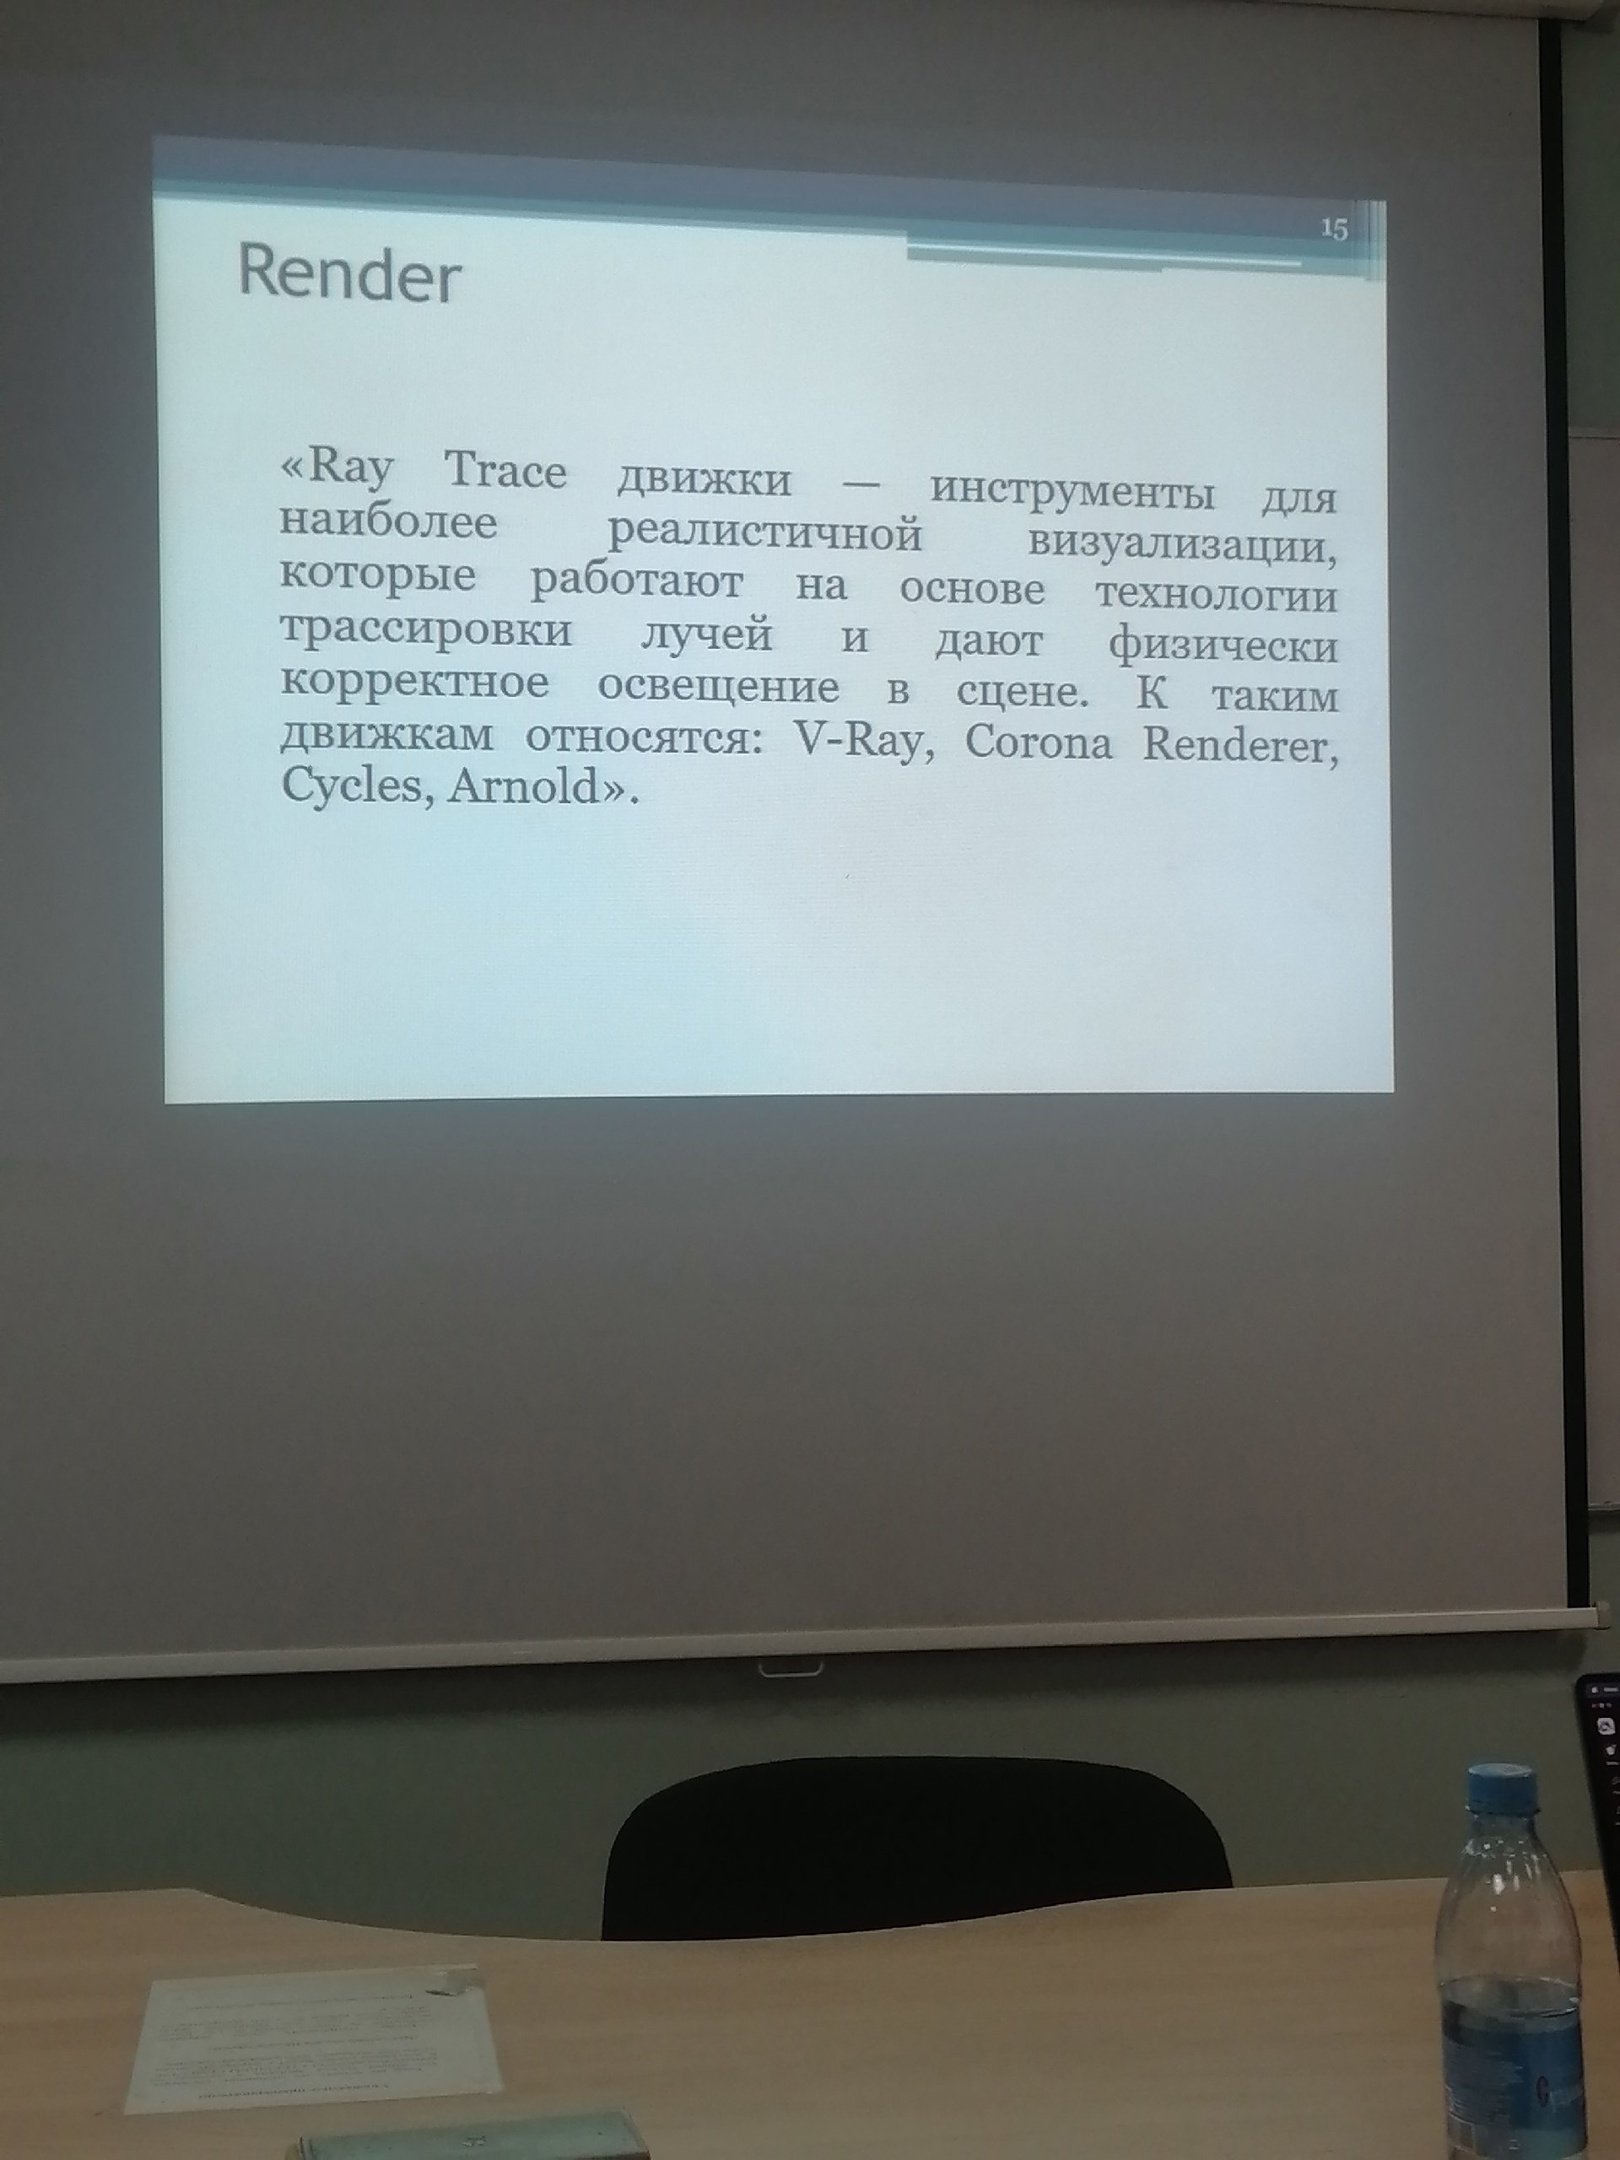 15
Render
«Ray Trace движки — инструменты для
наиболее реалистичной визуализации,
которые работают на основе технологии
трассировки лучей и дают физически
корректное освещение в сцене. К таким
движкам относятся: V-Ray, Corona Renderer,
Cycles, Arnold».